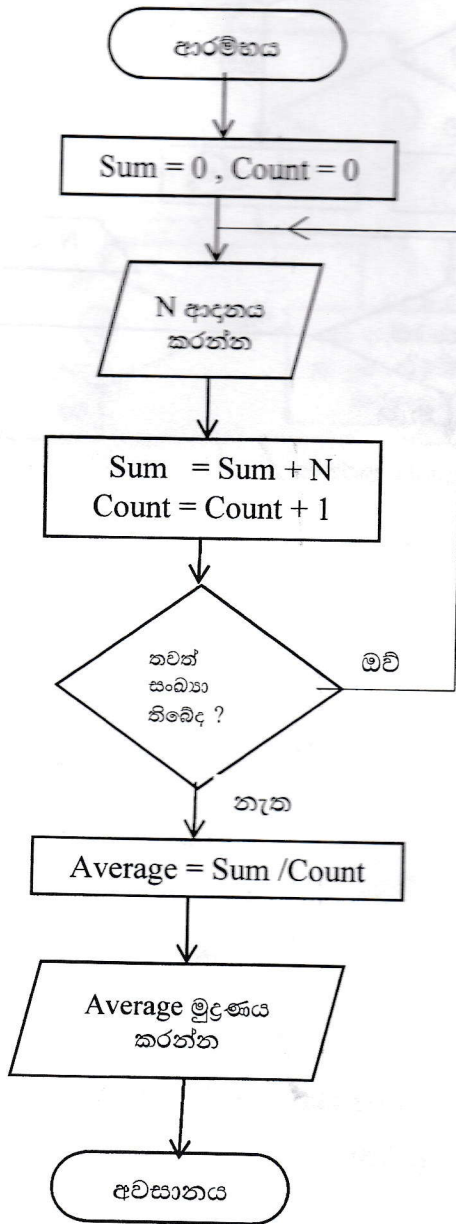 ආරම්භය
Sum = 0 , Count = 0
N ආදානය
කරන්න
Sum = Sum + N
Count = Count + 1
තවත්
සංඛ්‍යා
තිබේද ?
ඔව්
නැත
Average = Sum /Count
Average මුද්‍රණය
කරන්න
අවසානය